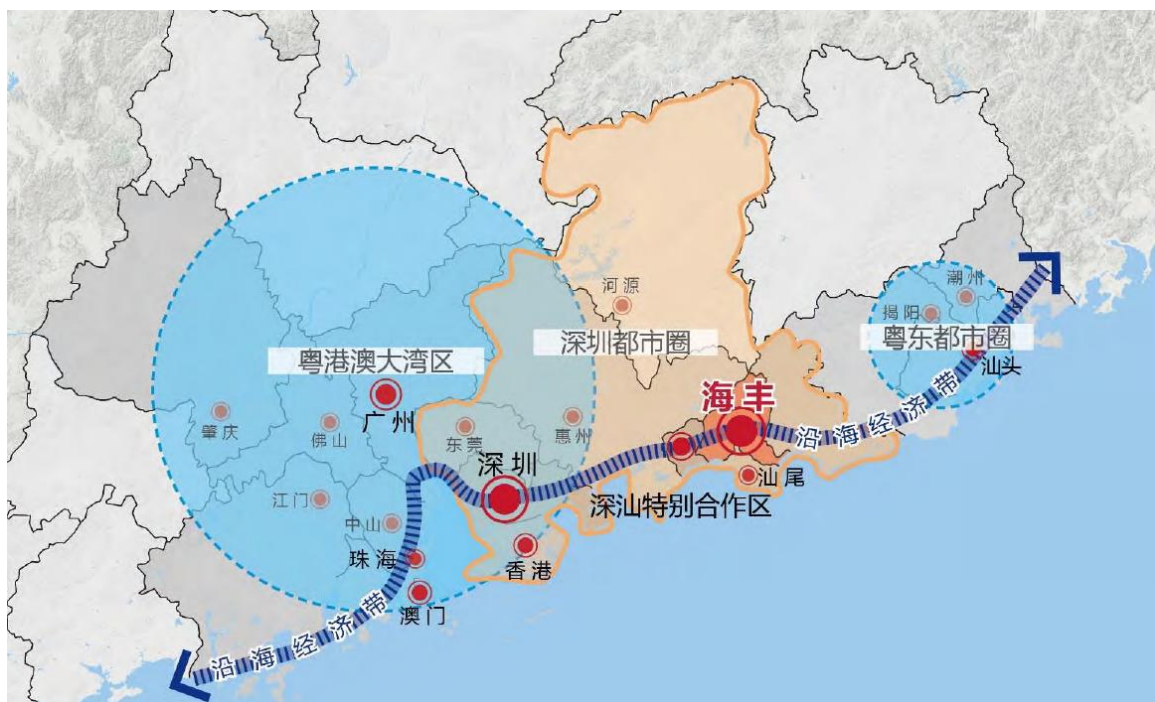 潮州
河源
揭阳
深圳都市圈
粤东都市圈
粤港澳大湾区
汕头
海丰
广州
肇庆
佛山
东莞
惠州
沿海经济带
深圳
汕尾
江门
深汕特别合作区
中山
珠海
香港
澳门
沿海经济带